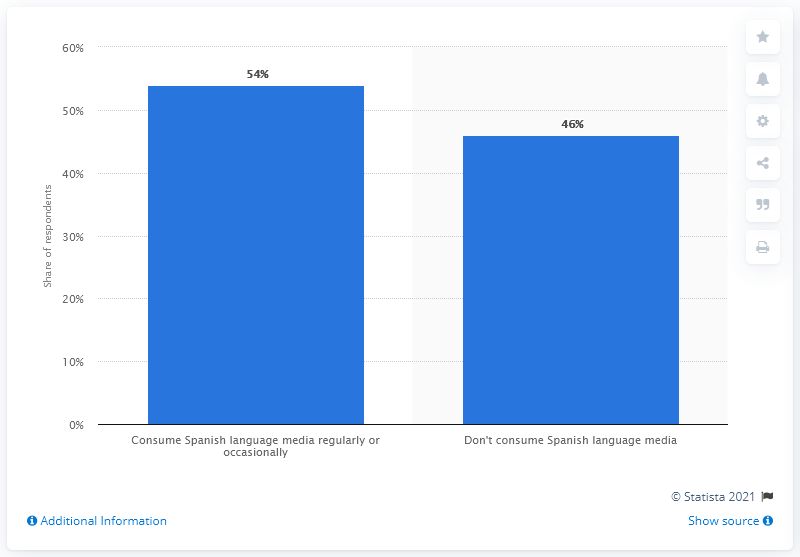 60%
54%
50%
46%
40%
30%
20%
10%
0%
Share of respondents
Consume Spanish language media regularly or
occasionally
Don't consume Spanish language media
© Statista 2021
Additional Information
Show source